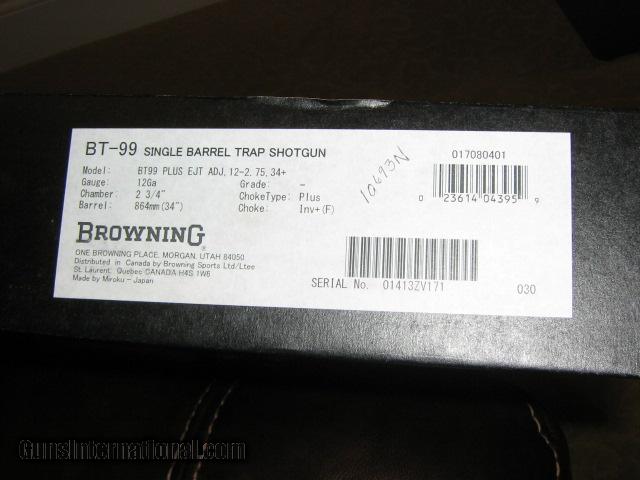 BT-99 SINGLE BARREL TRAP SHOTGUN
Model: BT99 PLUS EJT ADJ,12-2.75,34+
Gauge: 12Ga Grade: -
Chamber: 2 3/4" ChokeType: Plus
Barrel: 864mm(34") Choke: Inv+(F)
10693N
017080401
0 23614 04395 9
BROWNING
ONE BROWNING PLACE, MORGAN, UTAH 84050
Distributed in Canada by Browning Sports Ltd/Ltee
St. Laurent, Quebec CANADA H4S 1W6
Made by Miroku - Japan
SERIAL No. 01413ZV171 030
GunsInternational.com